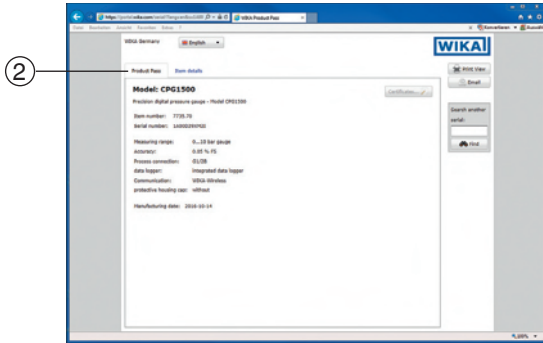 WIKA Product Pass
WIKA Germany
English
WIKA
Product Pass
Item details
Print View
Email
②
Model: CPG1500
Certificates...
Precision digital pressure gauge - Model CPG1500
Search another
serial:
Find
Item number: 7735.70
Serial number:
Measuring range: 0...10 bar gauge
Accuracy: 0.05 % FS
Process connection: G1/2B
data logger: integrated data logger
Communication: WIKA-Wireless
protective housing cap: without
Manufacturing date: 2016-10-14